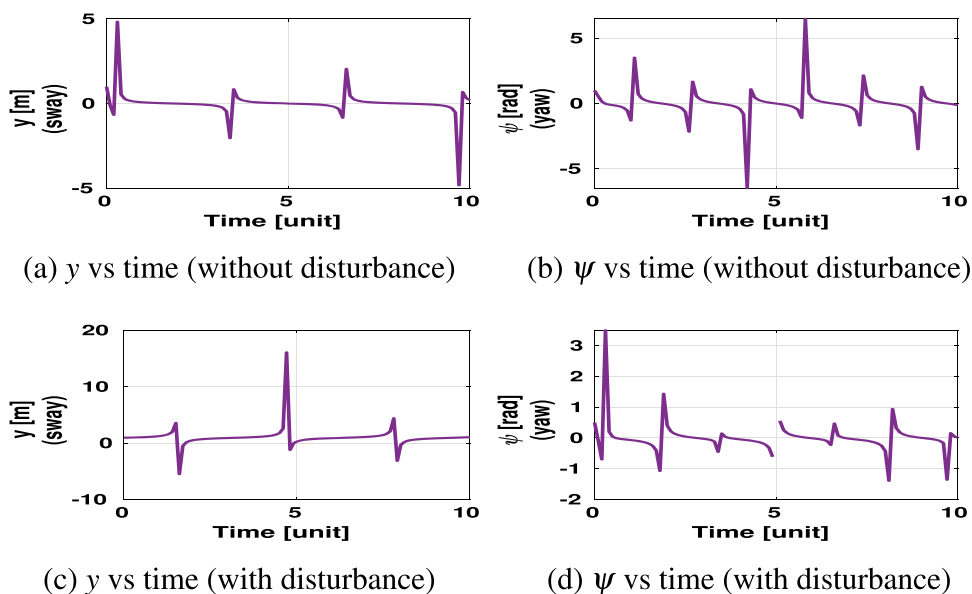 5
0
-5
y [m]
(sway)
0
5
10
Time [unit]
(a) y vs time (without disturbance)
5
0
-5
ψ [rad]
(yaw)
0
5
10
Time [unit]
(b) ψ vs time (without disturbance)
20
10
0
-10
y [m]
(sway)
0
5
10
Time [unit]
(c) y vs time (with disturbance)
3
2
1
0
-1
-2
ψ [rad]
(yaw)
0
5
10
Time [unit]
(d) ψ vs time (with disturbance)